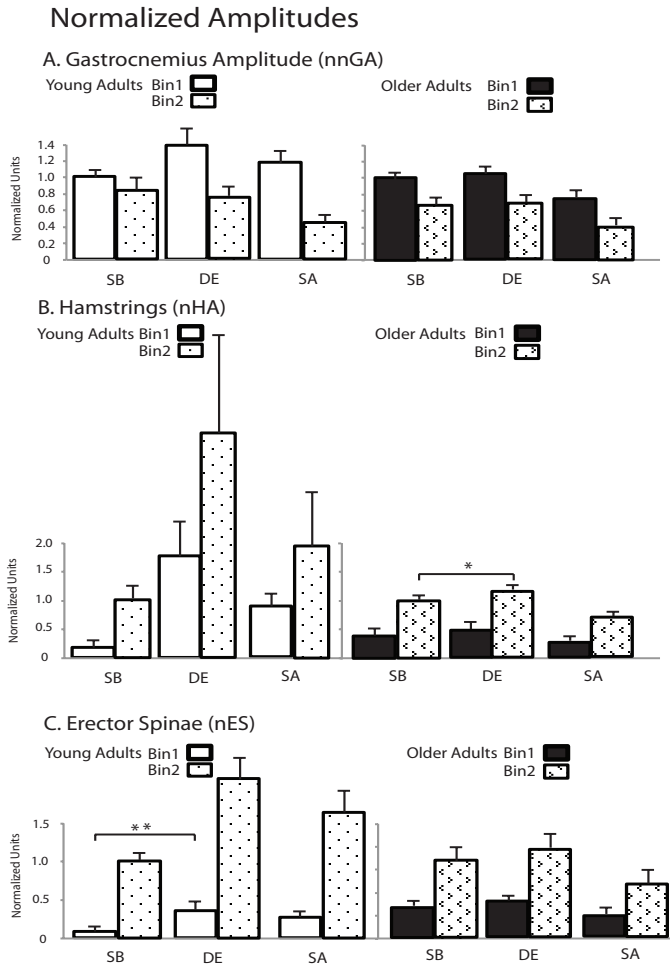 Normalized Amplitudes
A. Gastrocnemius Amplitude (nnGA)
Young Adults Bin1
Bin2
Older Adults Bin1
Bin2
Normalized Units
1.4
1.2
1.0
0.8
0.6
0.4
0.2
0
SB DE SA SB DE SA
B. Hamstrings (nHA)
Young Adults Bin1
Bin2
Older Adults Bin1
Bin2
Normalized Units
2.0
1.5
1.0
0.5
0
*
SB DE SA SB DE SA
C. Erector Spinae (nES)
Young Adults Bin1
Bin2
Older Adults Bin1
Bin2
Normalized Units
1.5
1.0
0.5
0
**
SB DE SA SB DE SA